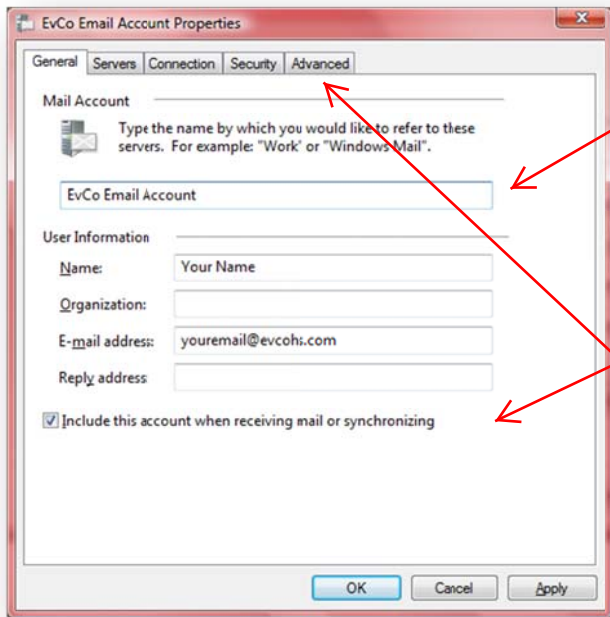 EvCo Email Account Properties
General Servers Connection Security Advanced
Mail Account
Type the name by which you would like to refer to these
servers. For example: "Work" or "Windows Mail".
EvCo Email Account
User Information
Name: Your Name
Organization:
E-mail address: youremail@evcohs.com
Reply address
Include this account when receiving mail or synchronizing
OK Cancel Apply